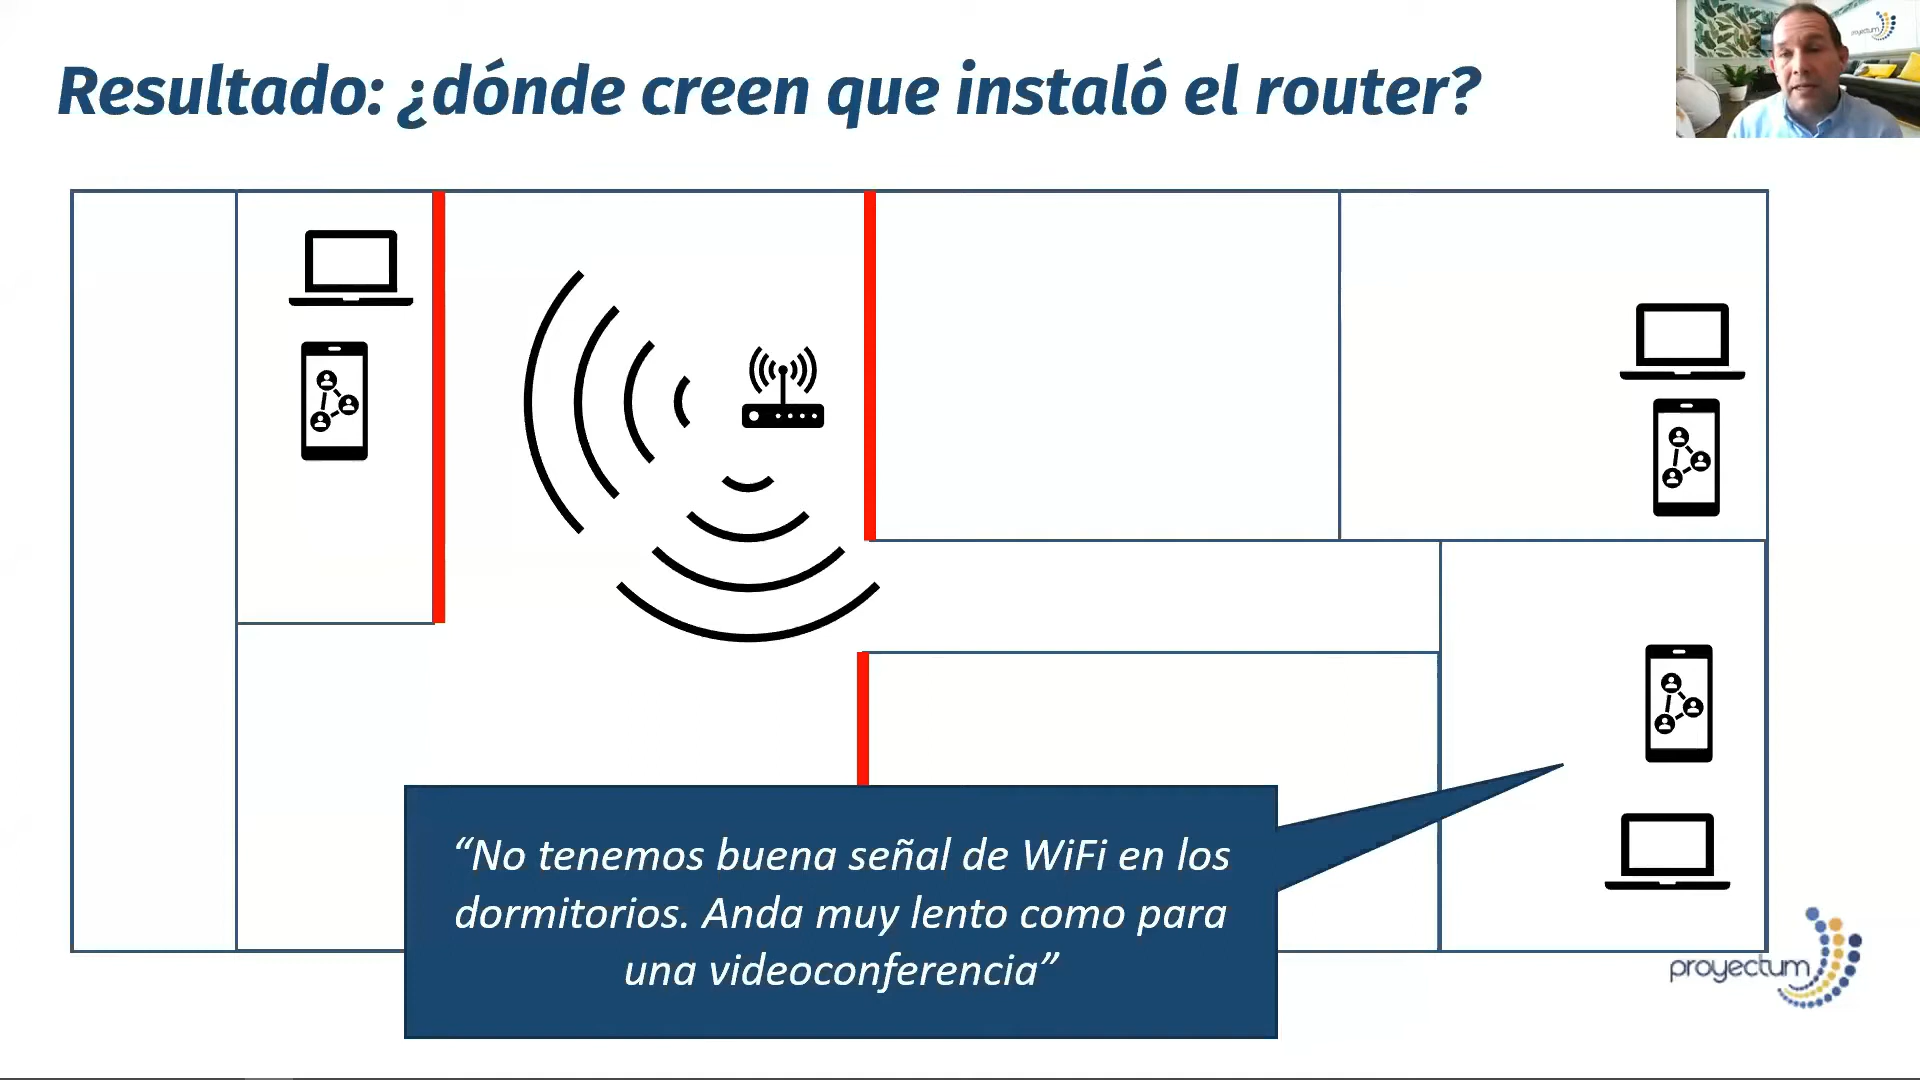 Resultado: ¿dónde creen que instaló el router?
proyectum
“No tenemos buena señal de WiFi en los
dormitorios. Anda muy lento como para
una videoconferencia”
proyectum